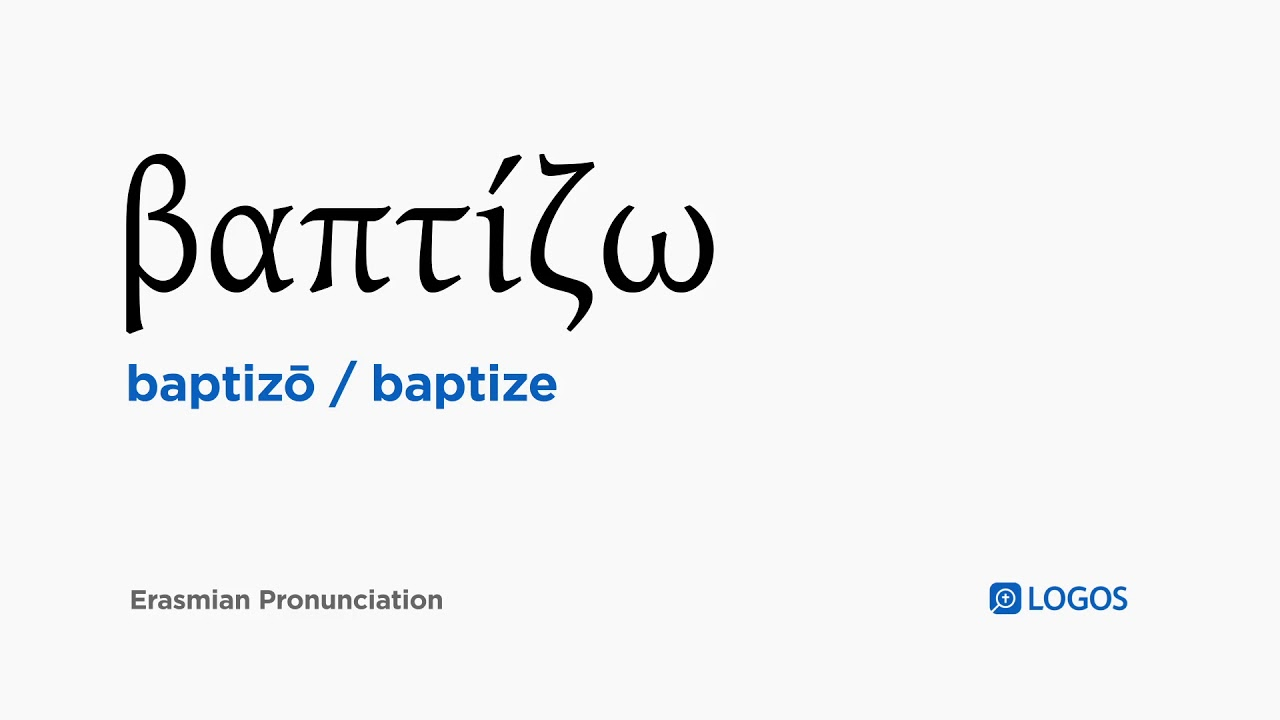 βαπτίζω
baptizō / baptize
Erasmian Pronunciation
LOGOS